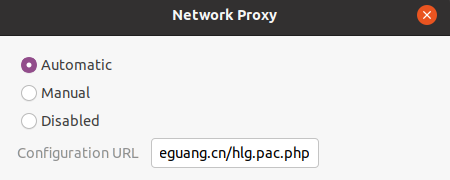 Network Proxy
Automatic
Manual
Disabled
Configuration URL eguang.cn/hlg.pac.php